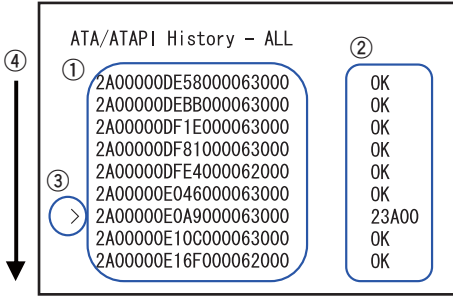 ATA/ATAPI History - ALL
④
①
②
2A00000DE58000063000 OK
2A00000DEBB000063000 OK
2A00000DF1E000063000 OK
2A00000DF81000063000 OK
2A00000DFE4000062000 OK
③
2A00000E046000063000 OK
> 2A00000E0A9000063000 23A00
2A00000E10C000063000 OK
2A00000E16F000062000 OK